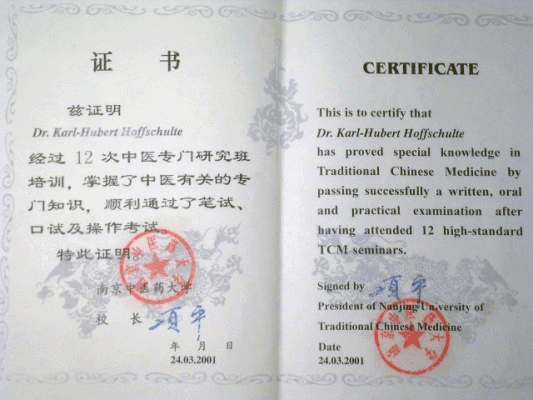 证 书
兹证明
Dr. Karl-Hubert Hoffschulte
经过 12 次中医专门研究班
培训，掌握了中医有关的专
门知识，顺利通过了笔试、
口试及操作考试。
特此证明。
南京中医药大学
校 长 项平
年 月 日
24.03.2001
CERTIFICATE
This is to certify that
Dr. Karl-Hubert Hoffschulte
has proved special knowledge in
Traditional Chinese Medicine by
passing successfully a written, oral
and practical examination after
having attended 12 high-standard
TCM seminars.
Signed by 项平
President of Nanjing University of
Traditional Chinese Medicine
Date
24.03.2001